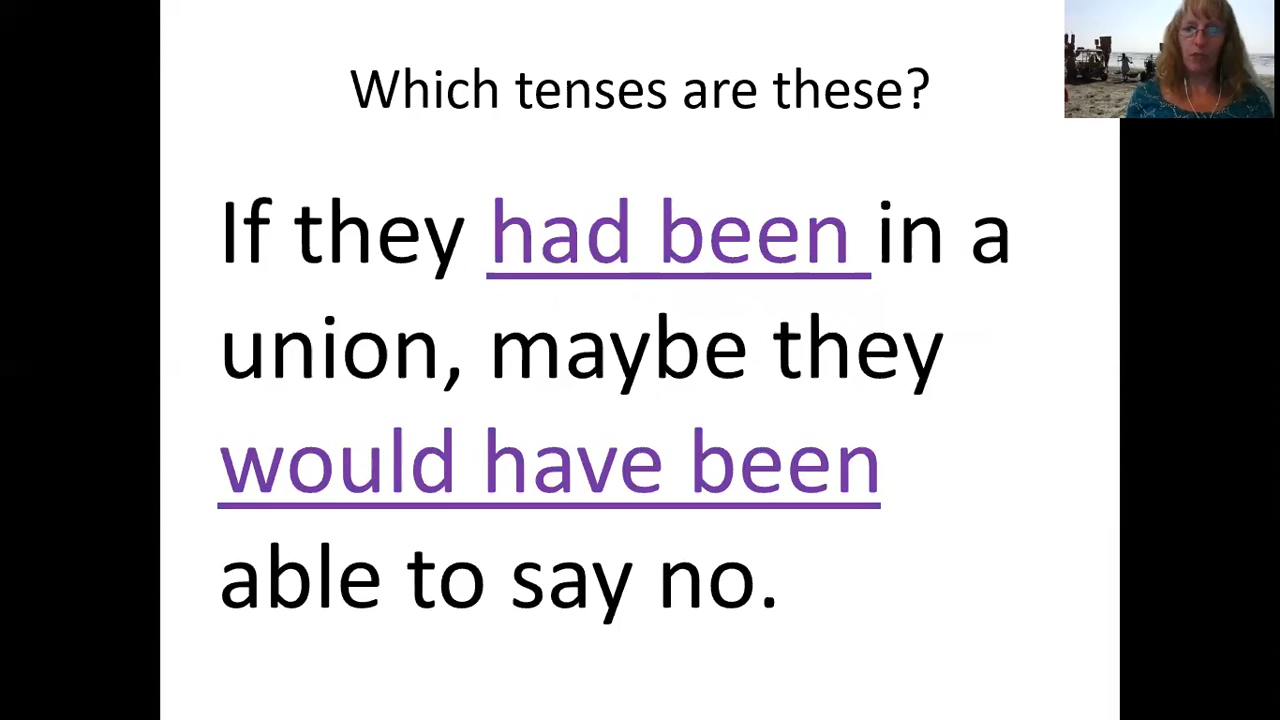 Which tenses are these?
If they had been in a
union, maybe they
would have been
able to say no.